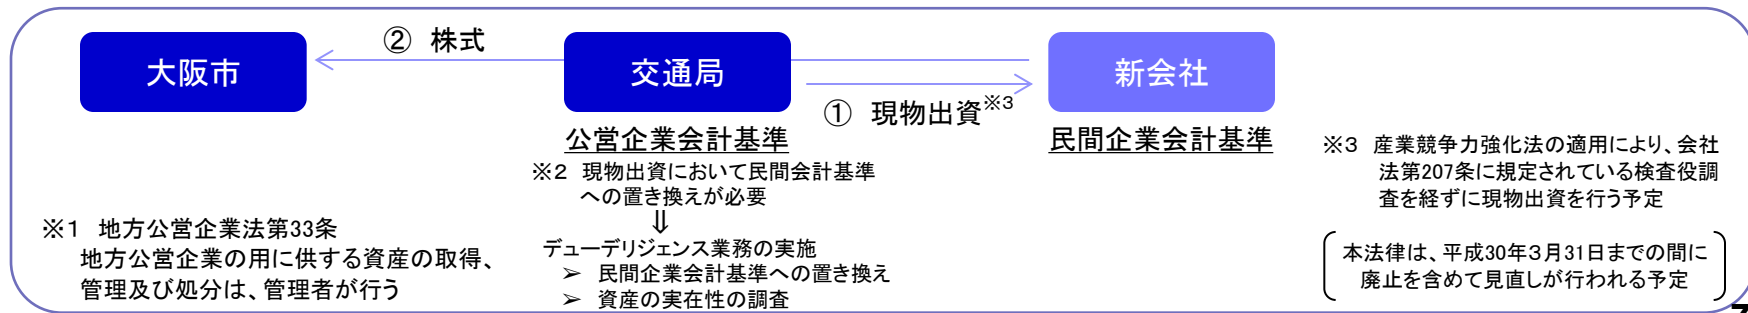 ② 株式
大阪市
交通局
新会社
① 現物出資※3
公営企業会計基準
民間企業会計基準
※2 現物出資において民間会計基準
への置き換えが必要
⇓
デューデリジェンス業務の実施
➢ 民間企業会計基準への置き換え
➢ 資産の実在性の調査
※1 地方公営企業法第33条
地方公営企業の用に供する資産の取得、
管理及び処分は、管理者が行う
※3 産業競争力強化法の適用により、会社
法第207条に規定されている検査役調
査を経ずに現物出資を行う予定
本法律は、平成30年3月31日までの間に
廃止を含めて見直しが行われる予定